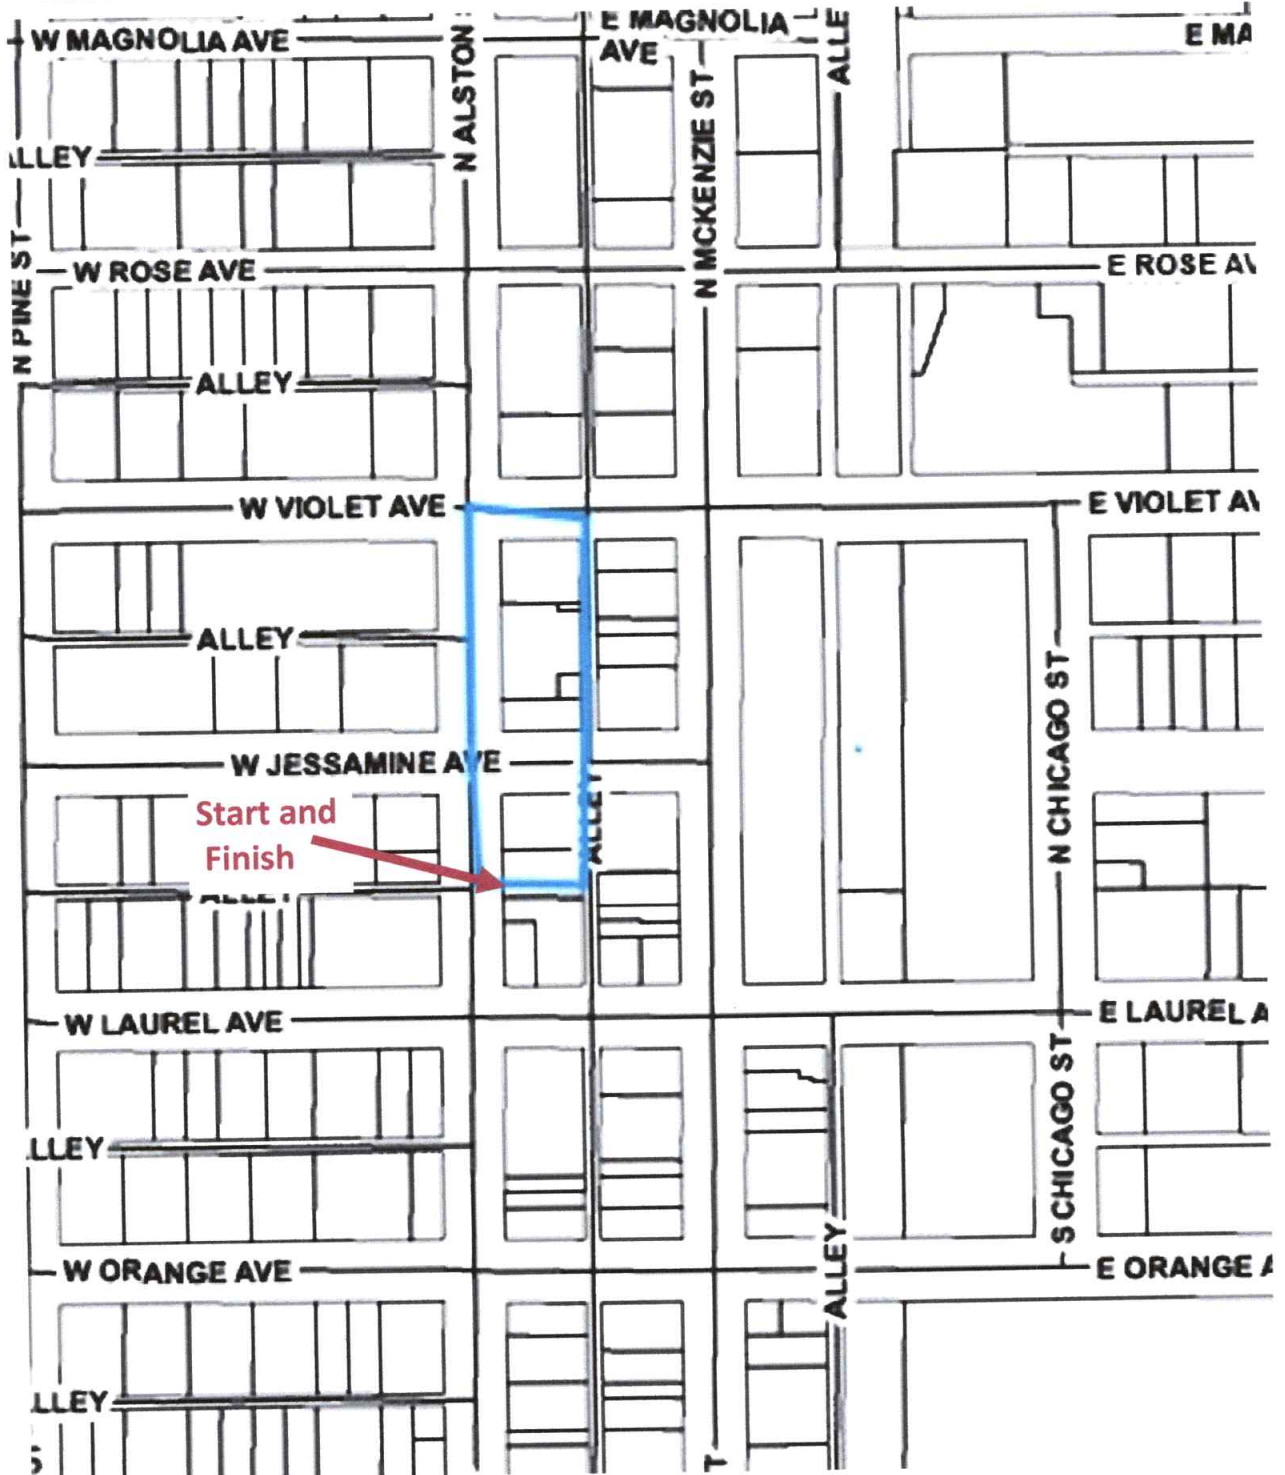 E MAGNOLIA
AVE
W MAGNOLIA AVE
N ALSTON
ALLE
E MA
N MCKENZIE ST
LLEY
N PINE ST
W ROSE AVE
E ROSE AV
ALLEY
W VIOLET AVE
E VIOLET AV
ALLEY
N CHICAGO ST
W JESSAMINE AVE
ALLEY
Start and
Finish
ALLEY
W LAUREL AVE
E LAUREL A
S CHICAGO ST
LLEY
ALLEY
W ORANGE AVE
E ORANGE A
LLEY
S
T